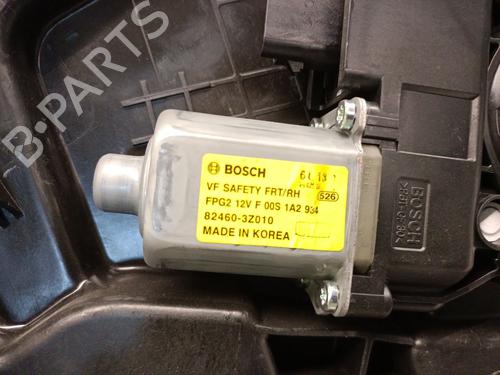 B-PARTS
BOSCH
VF SAFETY FRT/RH
526
FPG2 12V F 00S 1A2 934
82460-3Z010
MADE IN KOREA
BOSCH